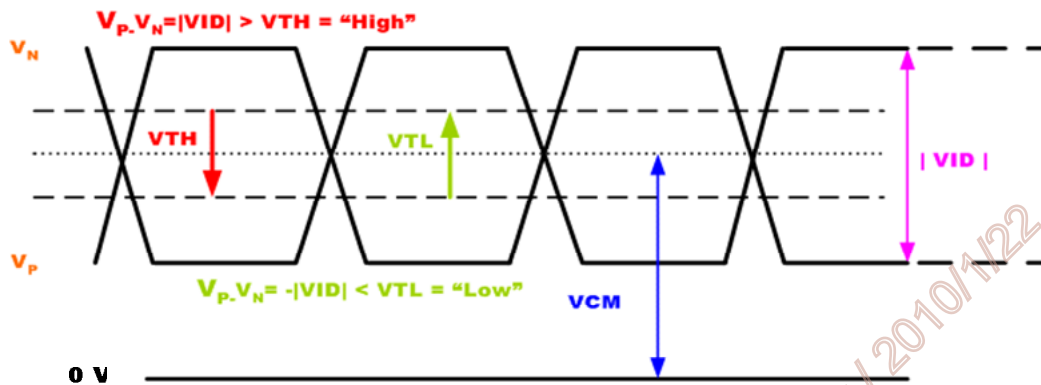 VP-VN=|VID| > VTH = “High”
VN
VTH
VTL
| VID |
VP
VP-VN= -|VID| < VTL = “Low”
VCM
0 V
/ 2010/1/22